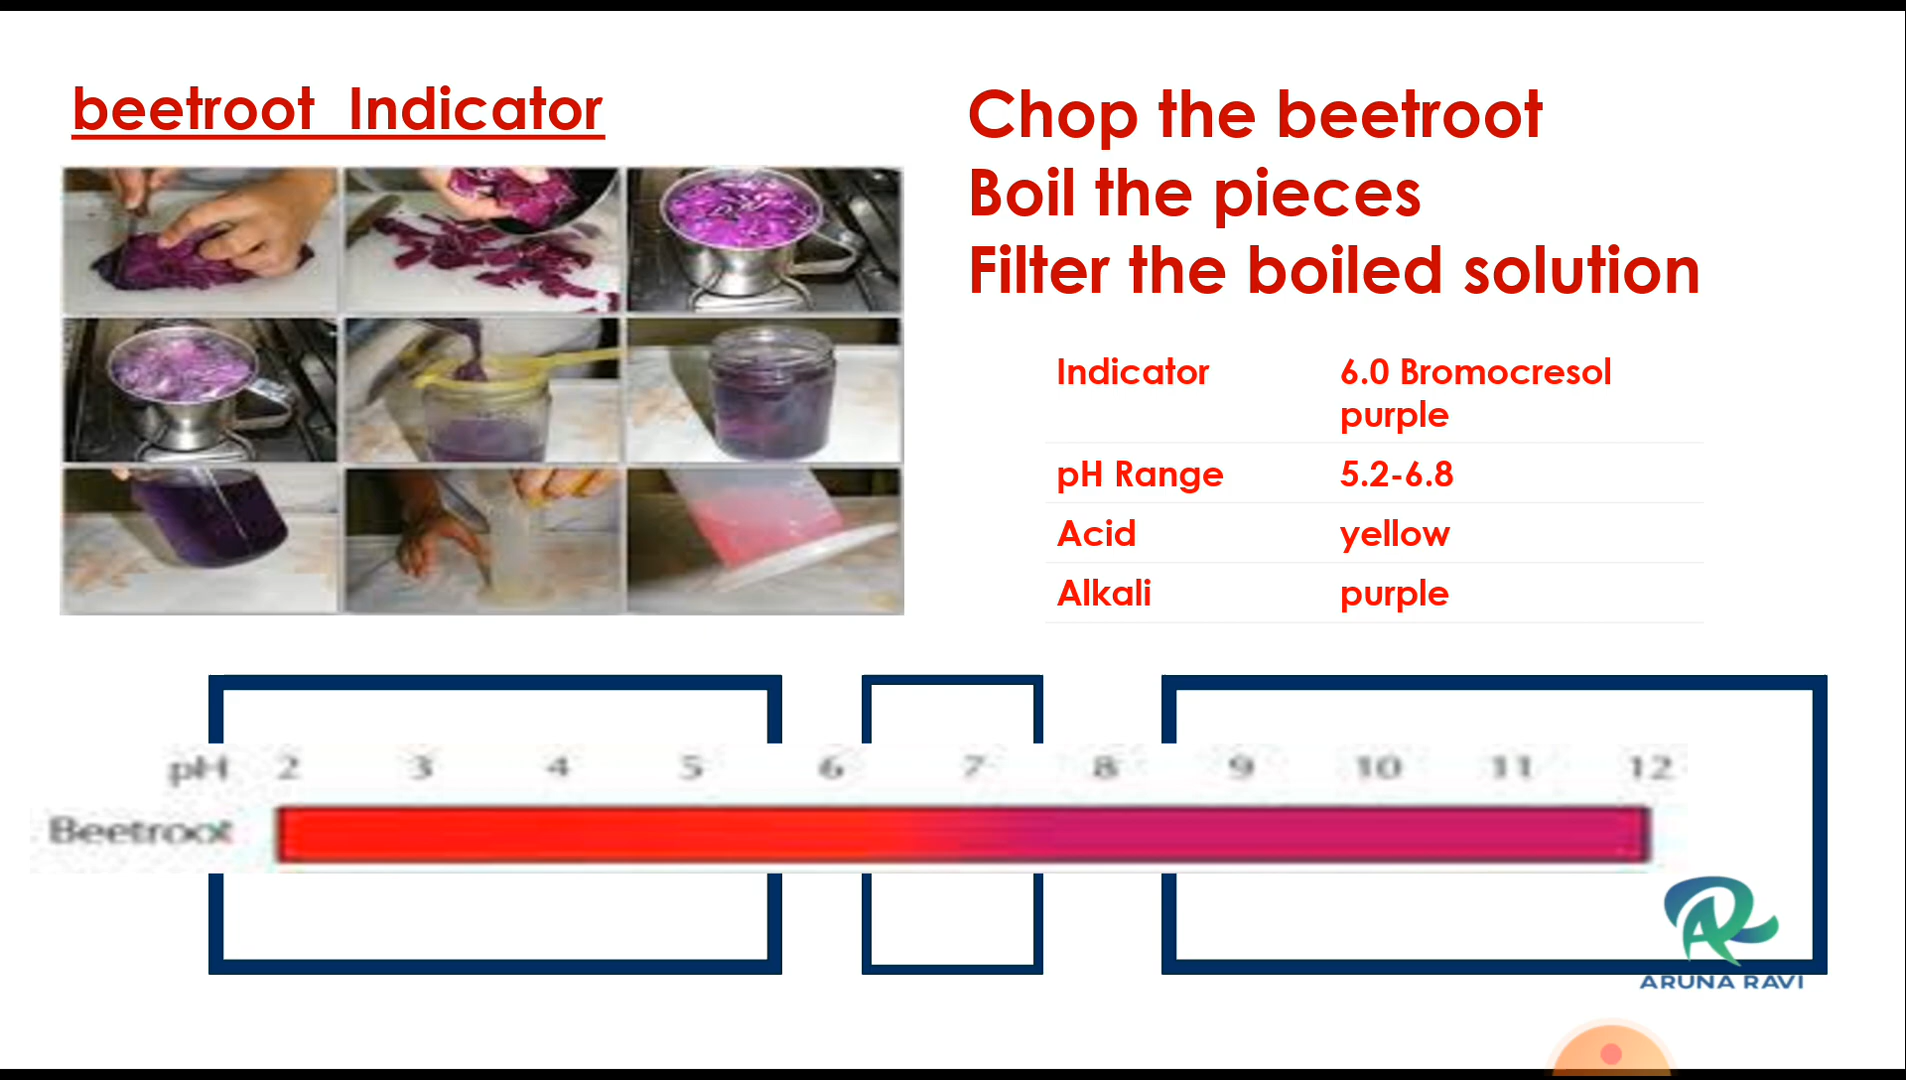 beetroot  Indicator
Chop the beetroot
Boil the pieces
Filter the boiled solution
Indicator 6.0 Bromocresol
purple
pH Range 5.2-6.8
Acid yellow
Alkali purple
pH 2 3 4 5 6 7 8 9 10 11 12
Beetroot
ARUNA RAVI